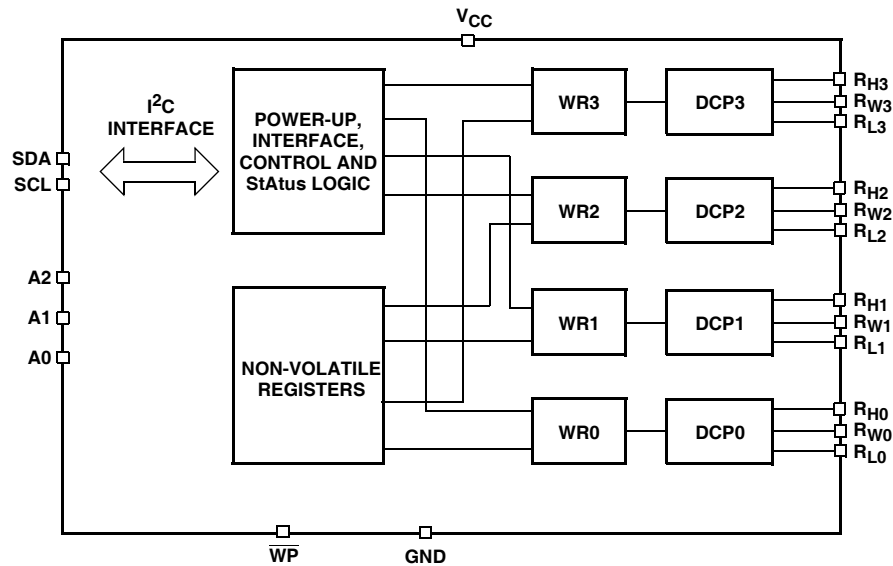 VCC
I2C
INTERFACE
SDA
SCL
A2
A1
A0
POWER-UP,
INTERFACE,
CONTROL AND
StAtus LOGIC
NON-VOLATILE
REGISTERS
WR3
DCP3
RH3
RW3
RL3
WR2
DCP2
RH2
RW2
RL2
WR1
DCP1
RH1
RW1
RL1
WR0
DCP0
RH0
RW0
RL0
WP
GND